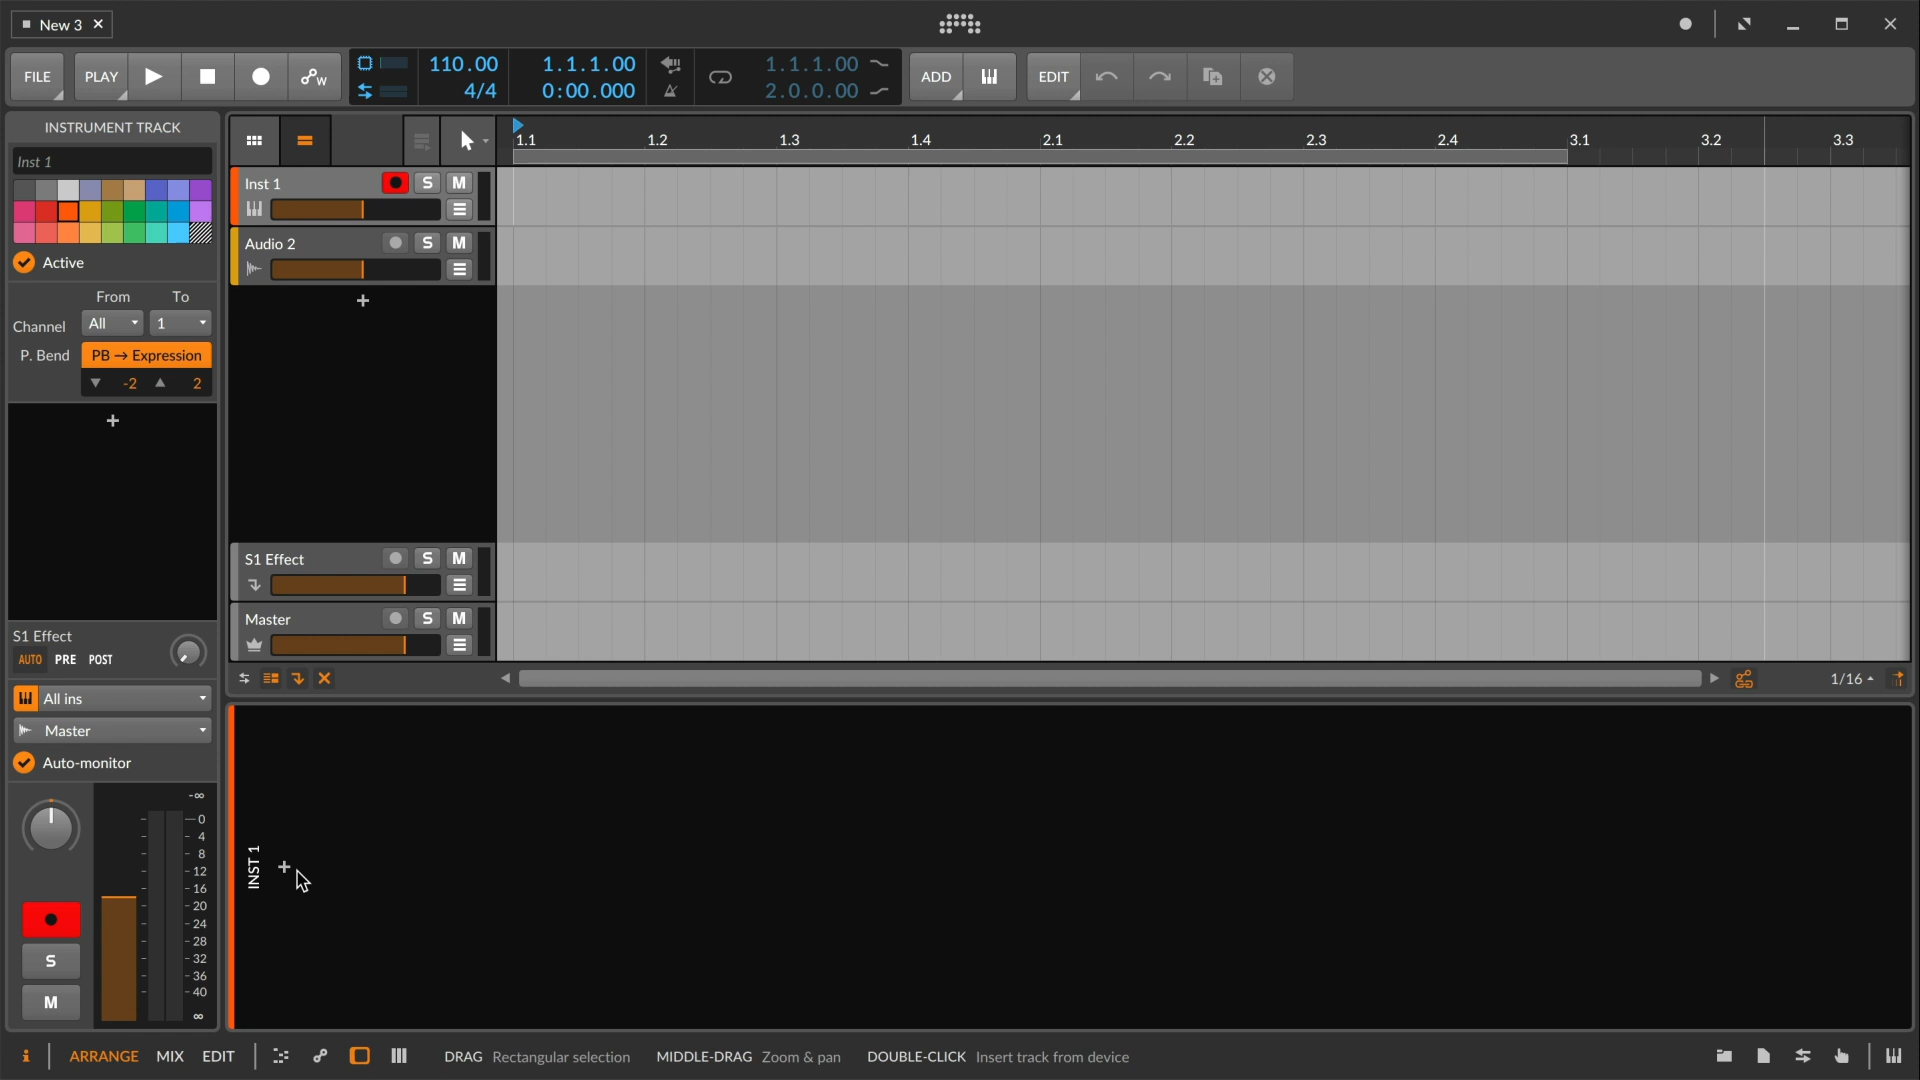 New 3
FILE
PLAY
W
110.00
4/4
1.1.1.00
0:00.000
1.1.1.00
2.0.0.00
ADD
EDIT
INSTRUMENT TRACK
Inst 1
Active
From To
Channel All 1
P. Bend PB → Expression
-2 2
+
S1 Effect
AUTO PRE POST
All ins
Master
Auto-monitor
-∞
0
4
8
12
16
20
24
28
32
36
40
∞
S
M
1.1 1.2 1.3 1.4 2.1 2.2 2.3 2.4 3.1 3.2 3.3
Inst 1 S M
Audio 2 S M
+
S1 Effect S M
Master S M
1/16
INST 1
+
i ARRANGE MIX EDIT
DRAG Rectangular selection MIDDLE-DRAG Zoom & pan DOUBLE-CLICK Insert track from device